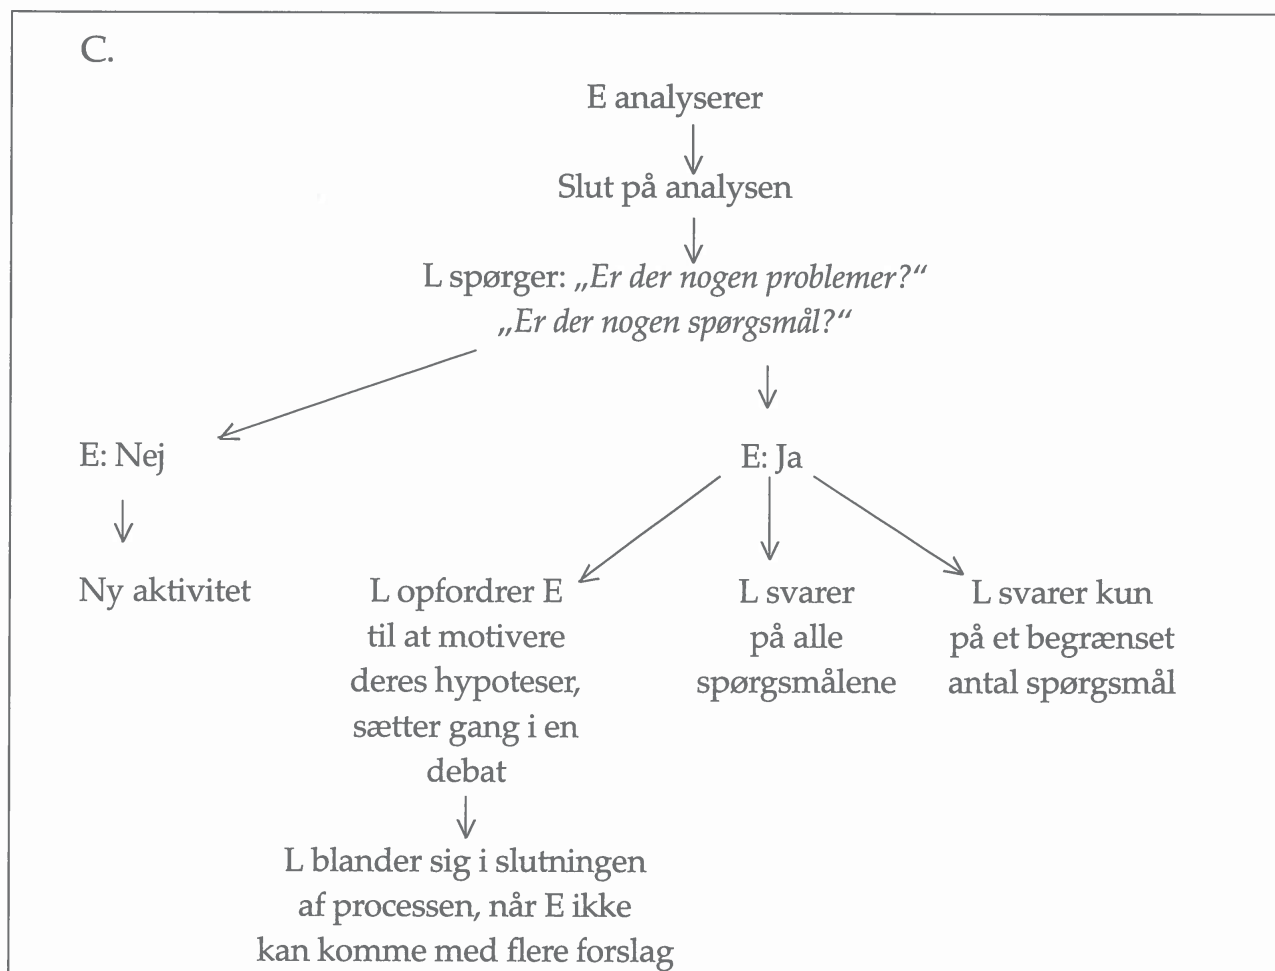 C.
E analyserer
Slut på analysen
L spørger: „Er der nogen problemer?“
„Er der nogen spørgsmål?“
E: Nej
E: Ja
Ny aktivitet
L opfordrer E
til at motivere
deres hypoteser,
sætter gang i en
debat
L svarer
på alle
spørgsmålene
L svarer kun
på et begrænset
antal spørgsmål
L blander sig i slutningen
af processen, når E ikke
kan komme med flere forslag